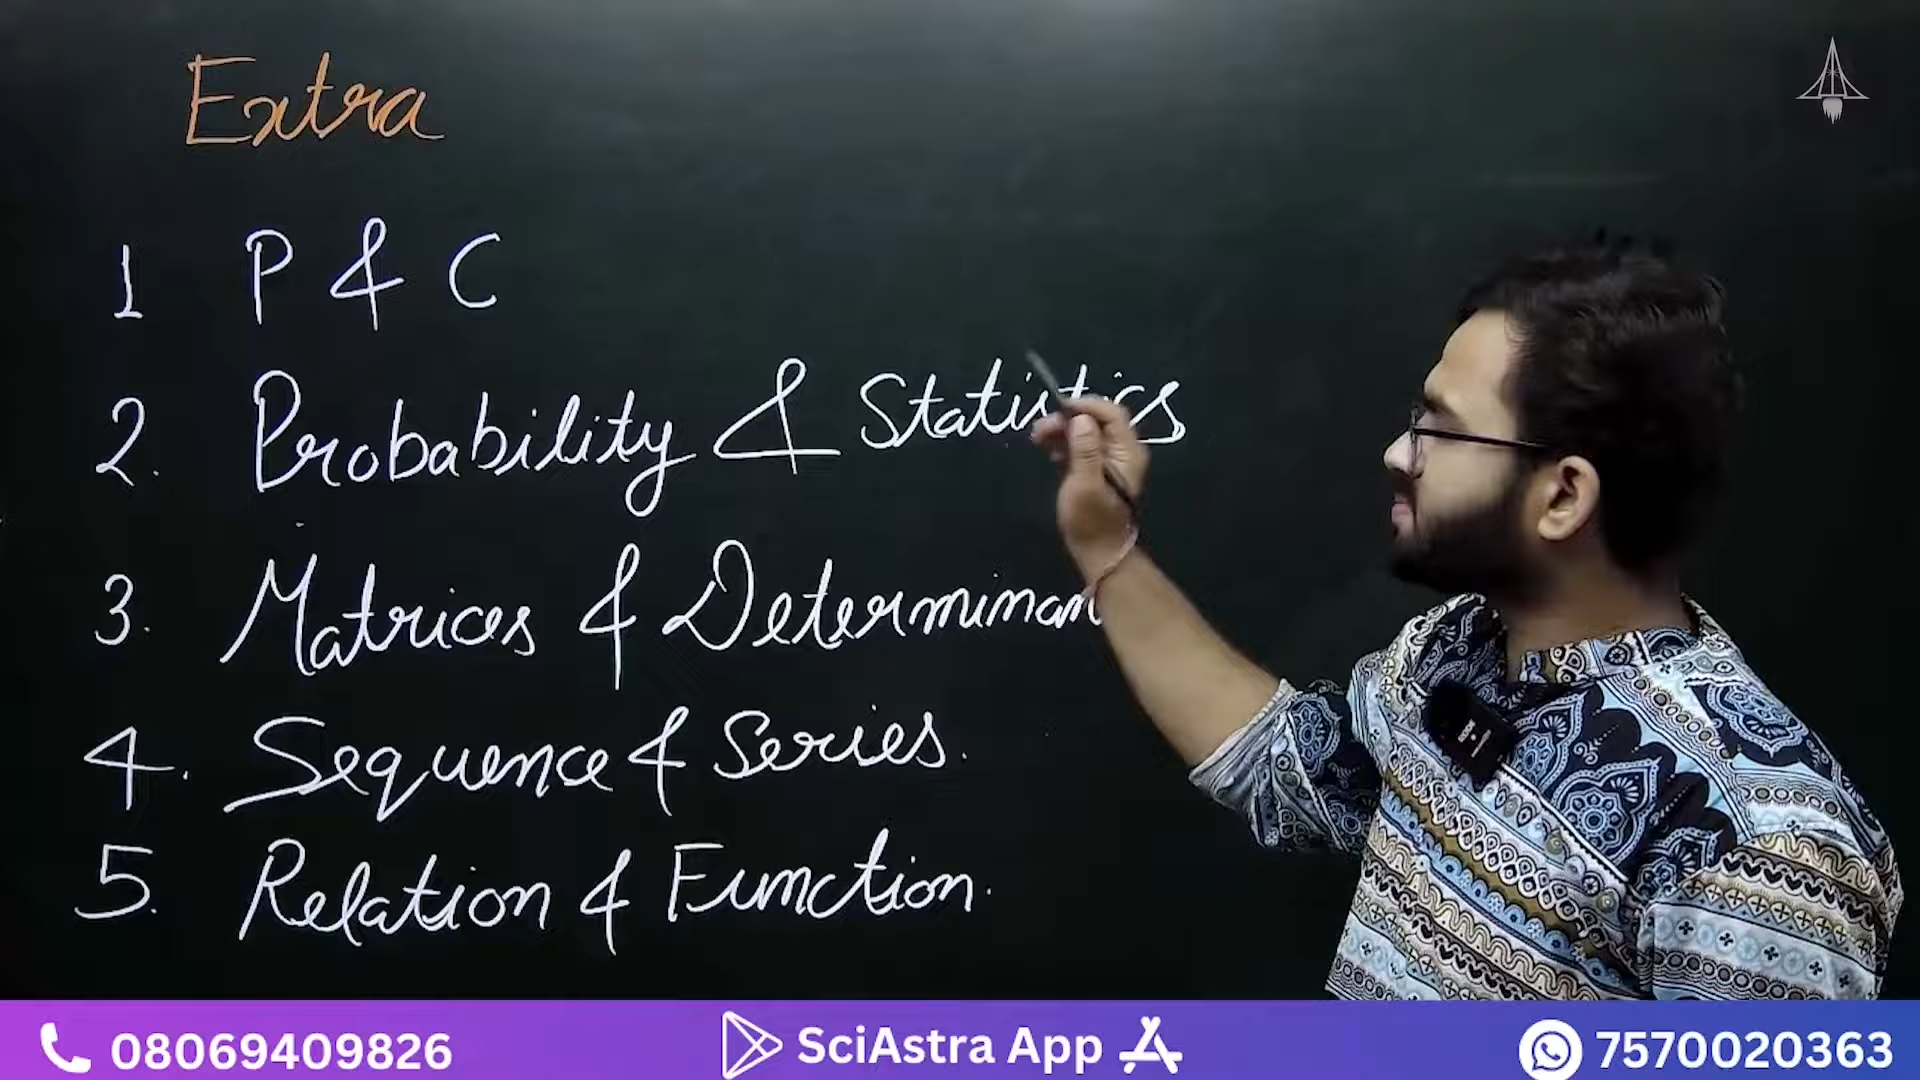 Extra
1 P & C
2. Probability & Statistics
3. Matrices & Determinan
4. Sequence & Series.
5. Relation & Function.
08069409826 SciAstra App 7570020363